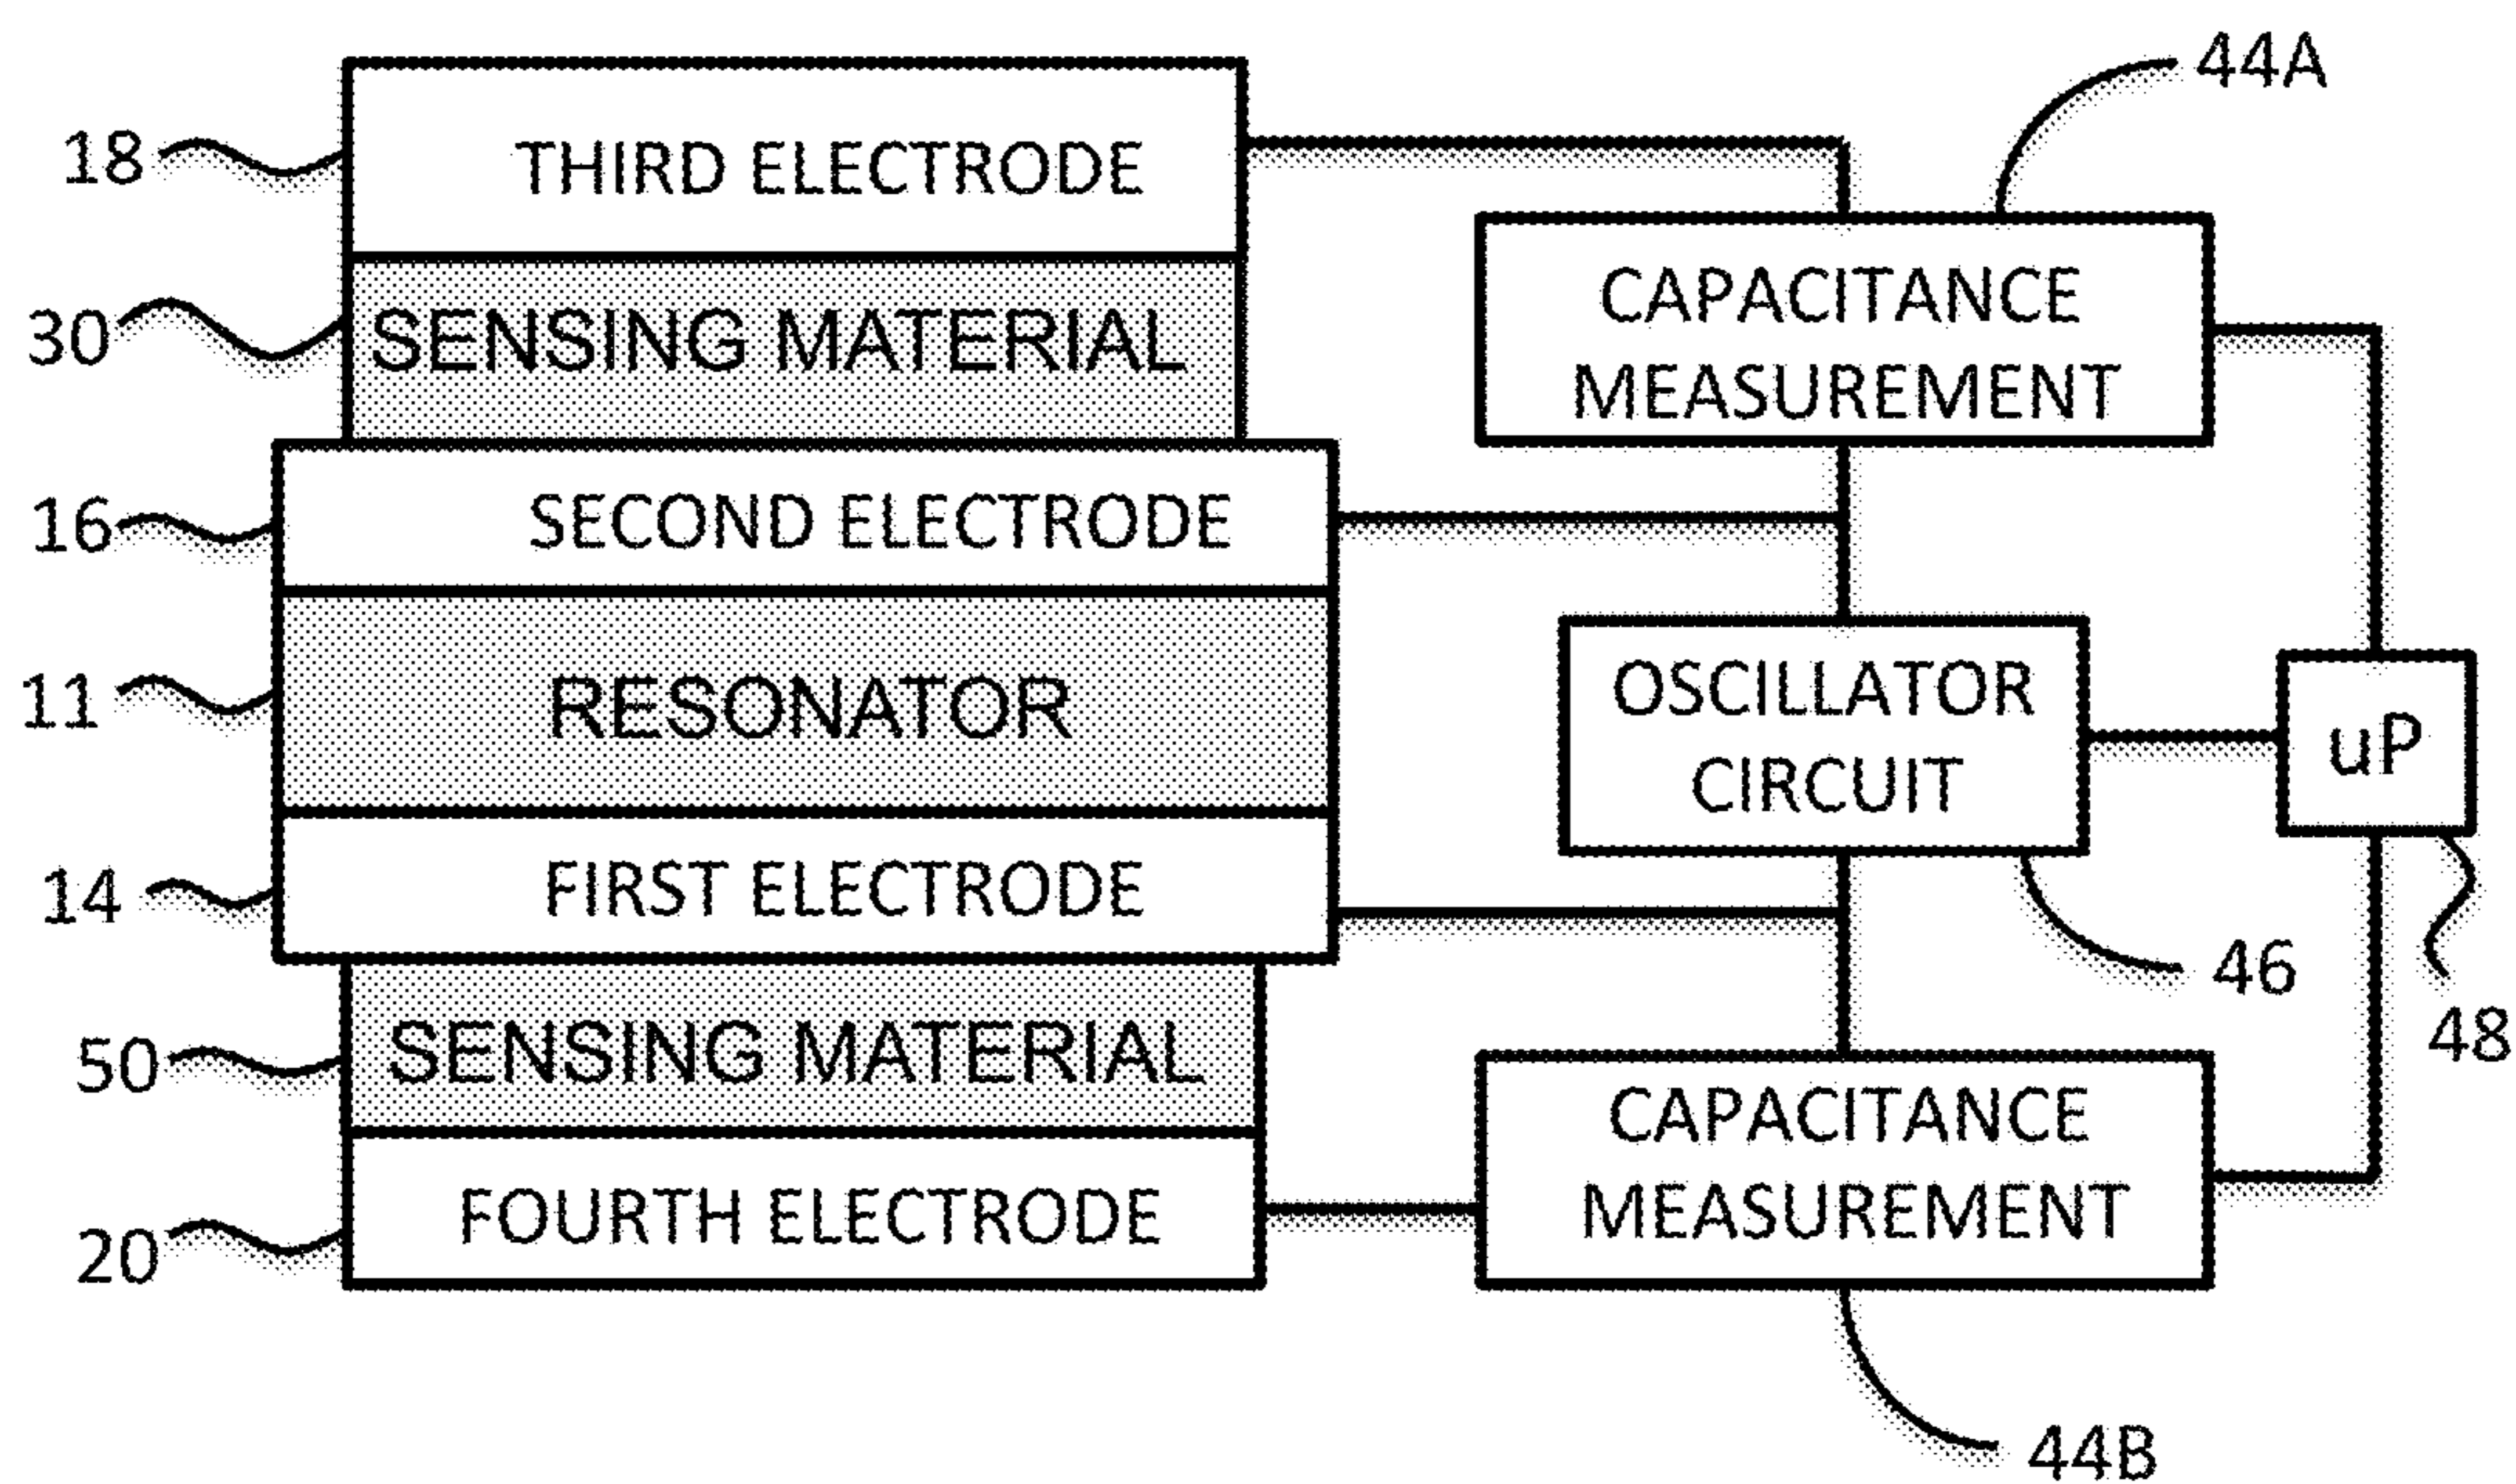 44A
18
THIRD ELECTRODE
CAPACITANCE
MEASUREMENT
30
SENSING MATERIAL
16
SECOND ELECTRODE
11
RESONATOR
OSCILLATOR
CIRCUIT
uP
14
FIRST ELECTRODE
46
48
50
SENSING MATERIAL
CAPACITANCE
MEASUREMENT
20
FOURTH ELECTRODE
44B